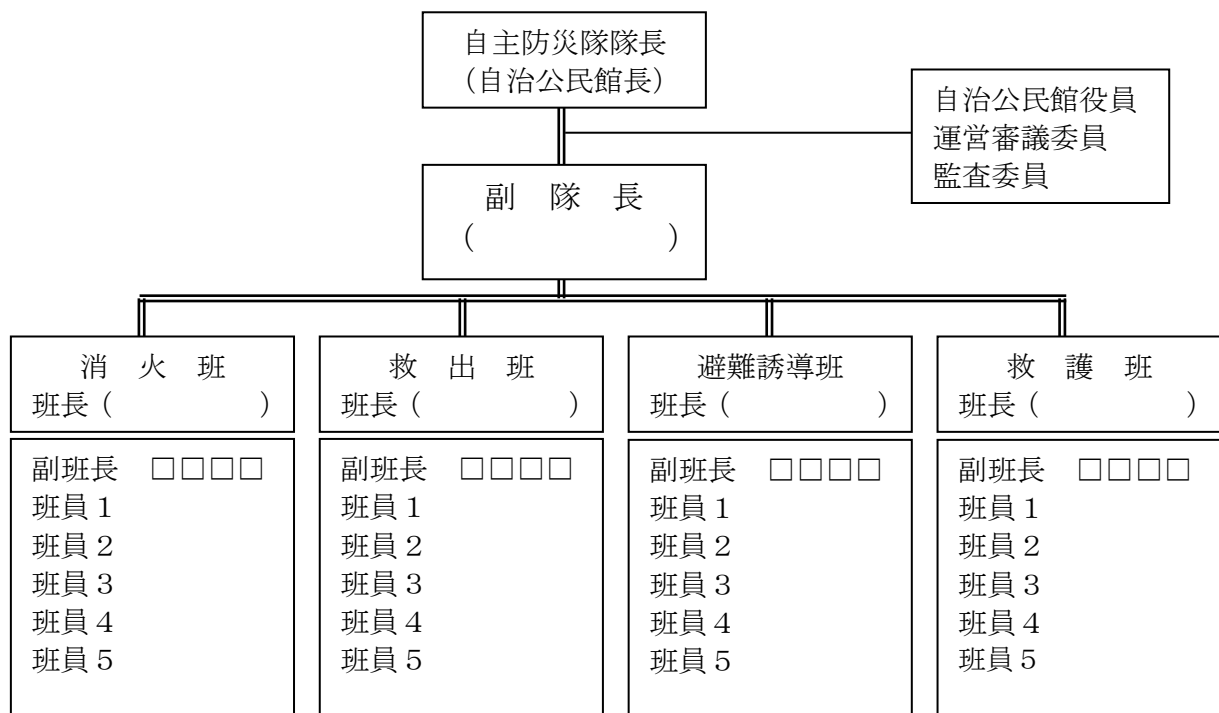 自主防災隊隊長
（自治公民館長）
自治公民館役員
運営審議委員
監査委員
副　隊　長
（　　　　　　）
消　火　班
班長（　　　　　）
副班長　□□□□
班員１
班員２
班員３
班員４
班員５
救　出　班
班長（　　　　　）
副班長　□□□□
班員１
班員２
班員３
班員４
班員５
避難誘導班
班長（　　　　　）
副班長　□□□□
班員１
班員２
班員３
班員４
班員５
救　護　班
班長（　　　　　）
副班長　□□□□
班員１
班員２
班員３
班員４
班員５